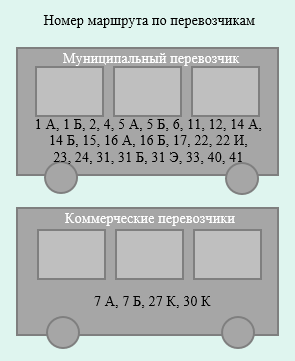 Номер маршрута по перевозчикам
Муниципальный перевозчик
1 А, 1 Б, 2, 4, 5 А, 5 Б, 6, 11, 12, 14 А,
14 Б, 15, 16 А, 16 Б, 17, 22, 22 И,
23, 24, 31, 31 Б, 31 Э, 33, 40, 41
Коммерческие перевозчики
7 А, 7 Б, 27 К, 30 К